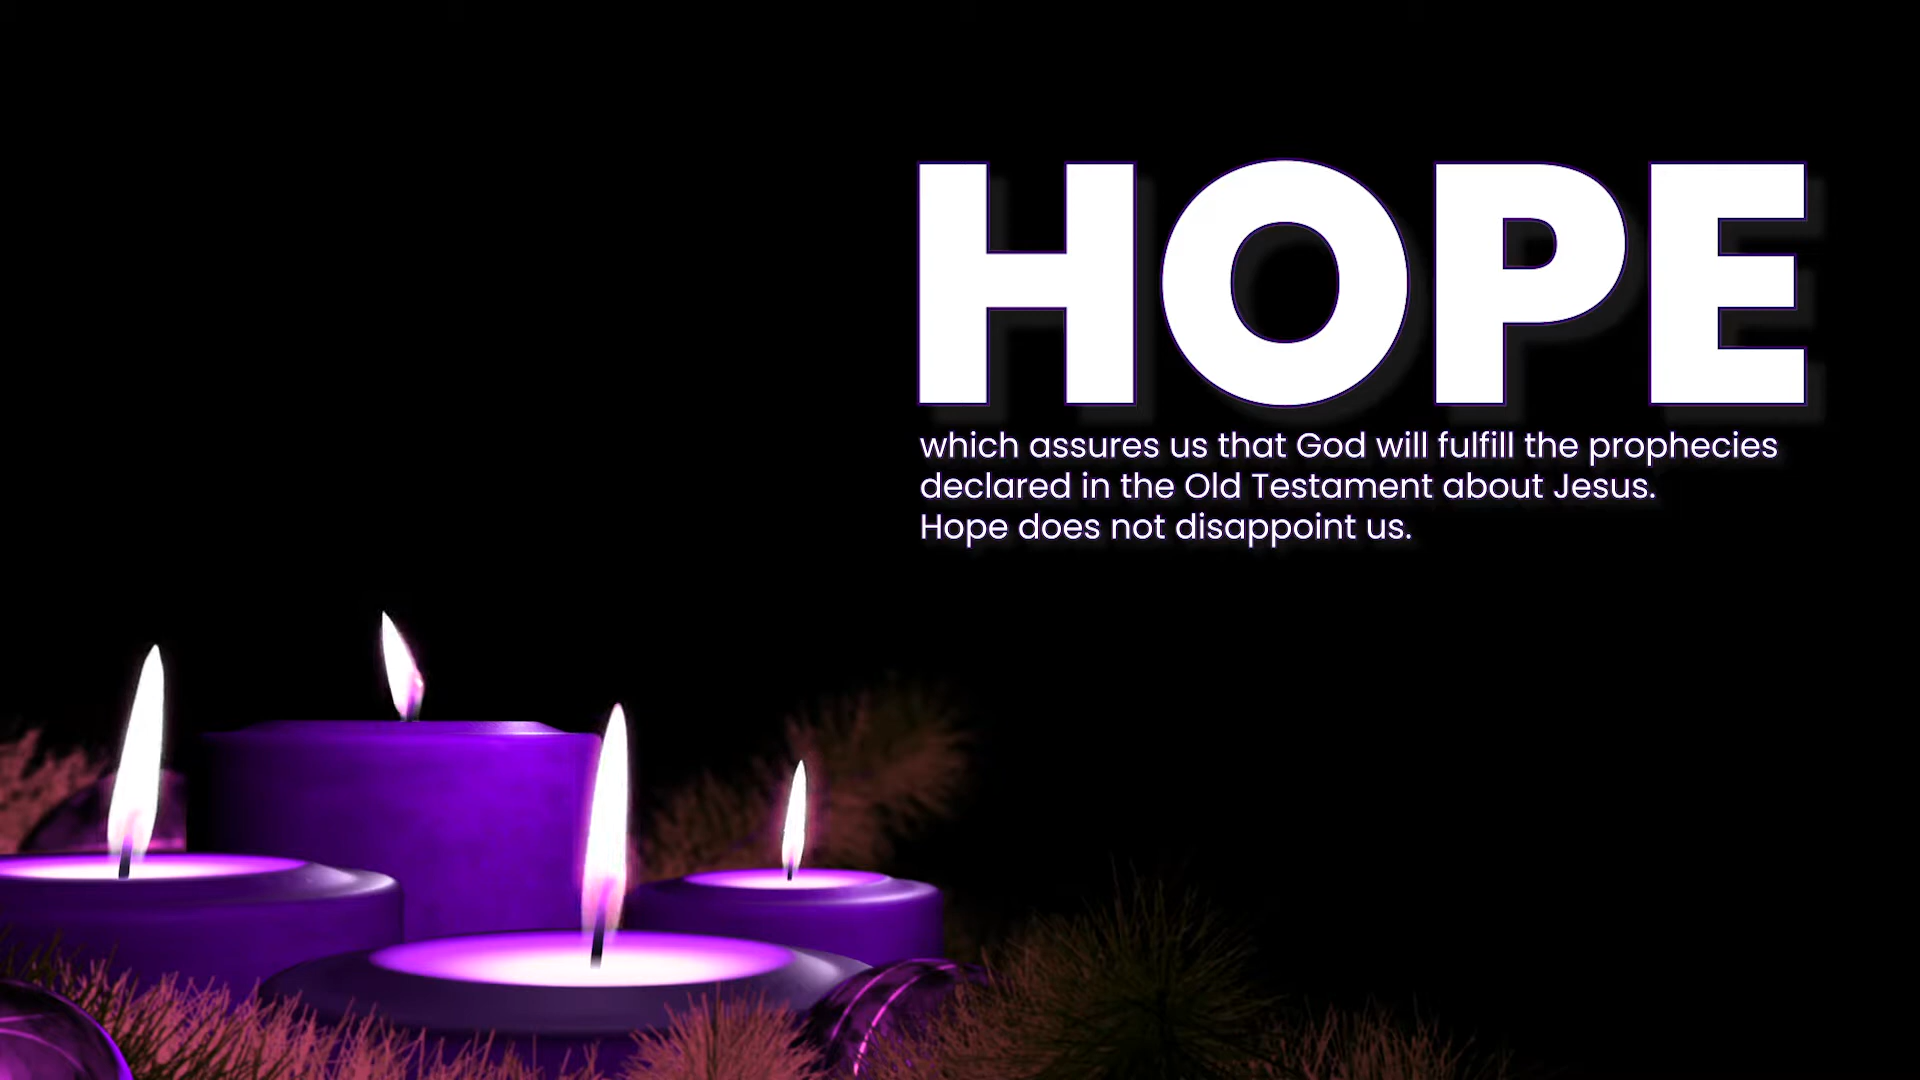 HOPE
which assures us that God will fulfill the prophecies
declared in the Old Testament about Jesus.
Hope does not disappoint us.